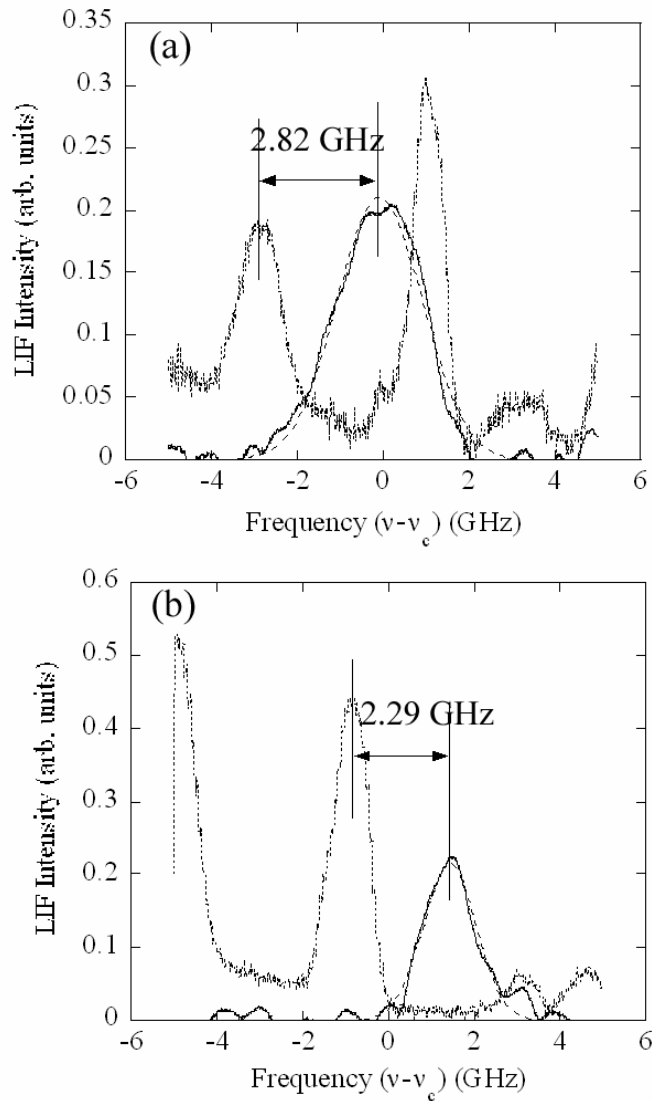 0.35
(a)
0.3
0.25
2.82 GHz
0.2
0.15
0.1
0.05
0
LIF Intensity (arb. units)
-6 -4 -2 0 2 4 6
Frequency (ν-ν_c) (GHz)
0.6
(b)
0.5
2.29 GHz
0.4
0.3
0.2
0.1
0
LIF Intensity (arb. units)
-6 -4 -2 0 2 4 6
Frequency (ν-ν_c) (GHz)